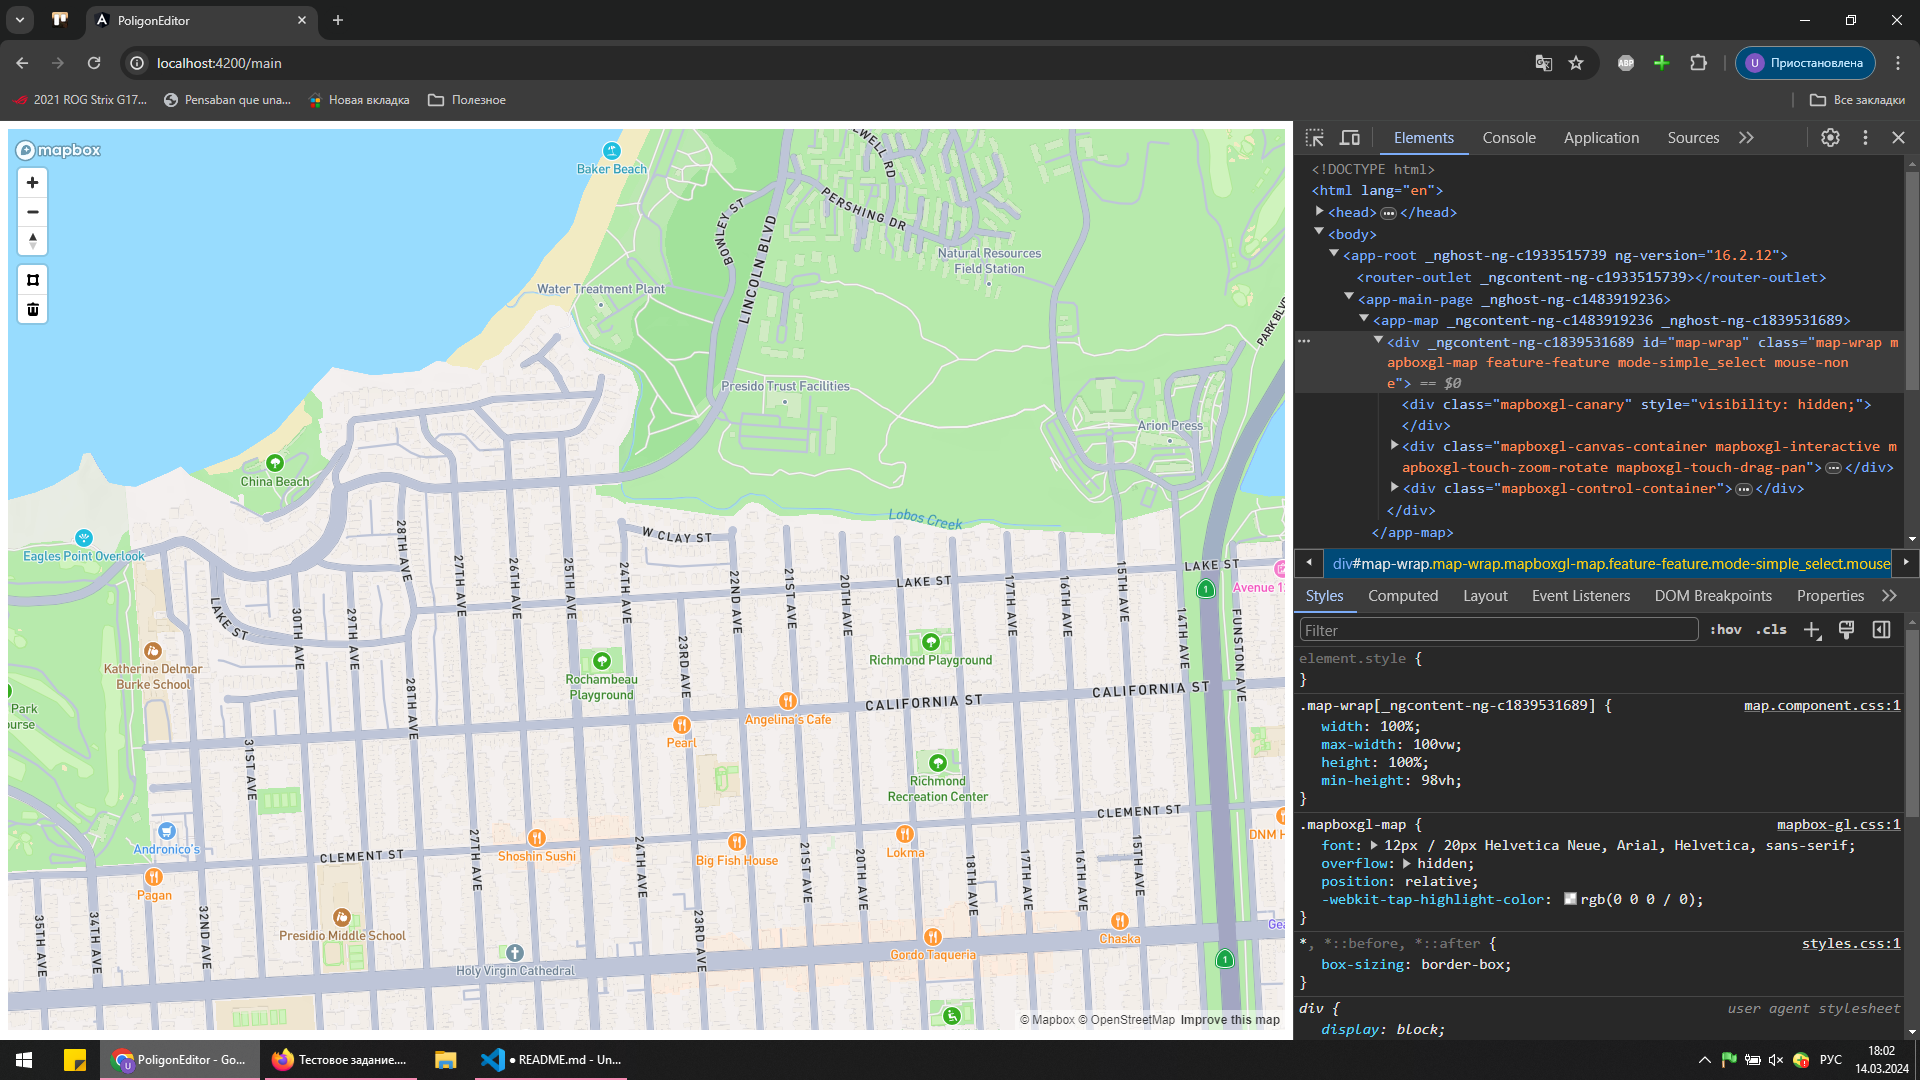 PoligonEditor
localhost:4200/main
Приостановлена
2021 ROG Strix G17...
Pensaban que una...
Новая вкладка
Полезное
Все закладки
mapbox
Baker Beach
PERSHING DR
BOWLEY ST
LINCOLN BLVD
Natural Resources
Field Station
Water Treatment Plant
PARK BLVD
Presido Trust Facilities
Arion Press
China Beach
Lobos Creek
Eagles Point Overlook
W CLAY ST
28TH AVE
27TH AVE
26TH AVE
25TH AVE
24TH AVE
22ND AVE
21ST AVE
20TH AVE
LAKE ST
17TH AVE
16TH AVE
15TH AVE
LAKE ST
1
Avenue 1
LAKE ST
30TH AVE
29TH AVE
23RD AVE
14TH AVE
FUNSTON AVE
Katherine Delmar
Burke School
Rochambeau
Playground
Richmond Playground
28TH AVE
Park
ourse
CALIFORNIA ST
CALIFORNIA ST
Angelina's Cafe
Pearl
31ST AVE
Richmond
Recreation Center
CLEMENT ST
Andronico's
CLEMENT ST
Shoshin Sushi
Big Fish House
Lokma
DNM H
27TH AVE
24TH AVE
21ST AVE
20TH AVE
18TH AVE
17TH AVE
16TH AVE
15TH AVE
Pagan
35TH AVE
34TH AVE
32ND AVE
Presidio Middle School
23RD AVE
Holy Virgin Cathedral
Gordo Taqueria
Chaska
Gea
1
© Mapbox © OpenStreetMap Improve this map
Elements
Console
Application
Sources
<!DOCTYPE html>
<html lang="en">
<head> ••• </head>
<body>
<app-root _nghost-ng-c1933515739 ng-version="16.2.12">
<router-outlet _ngcontent-ng-c1933515739></router-outlet>
<app-main-page _nghost-ng-c1483919236>
<app-map _ngcontent-ng-c1483919236 _nghost-ng-c1839531689>
<div _ngcontent-ng-c1839531689 id="map-wrap" class="map-wrap m
apboxgl-map feature-feature mode-simple_select mouse-non
e"> == $0
<div class="mapboxgl-canary" style="visibility: hidden;">
</div>
<div class="mapboxgl-canvas-container mapboxgl-interactive m
apboxgl-touch-zoom-rotate mapboxgl-touch-drag-pan"> ••• </div>
<div class="mapboxgl-control-container"> ••• </div>
</div>
</app-map>
div#map-wrap.map-wrap.mapboxgl-map.feature-feature.mode-simple_select.mouse
Styles
Computed
Layout
Event Listeners
DOM Breakpoints
Properties
Filter
:hov
.cls
element.style {
}
.map-wrap[_ngcontent-ng-c1839531689] {
map.component.css:1
width: 100%;
max-width: 100vw;
height: 100%;
min-height: 98vh;
}
.mapboxgl-map {
mapbox-gl.css:1
font: 12px / 20px Helvetica Neue, Arial, Helvetica, sans-serif;
overflow: hidden;
position: relative;
-webkit-tap-highlight-color: rgb(0 0 0 / 0);
}
*, *::before, *::after {
styles.css:1
box-sizing: border-box;
}
div {
user agent stylesheet
display: block;
PoligonEditor - Go...
Тестовое задание....
● README.md - Un...
РУС
18:02
14.03.2024